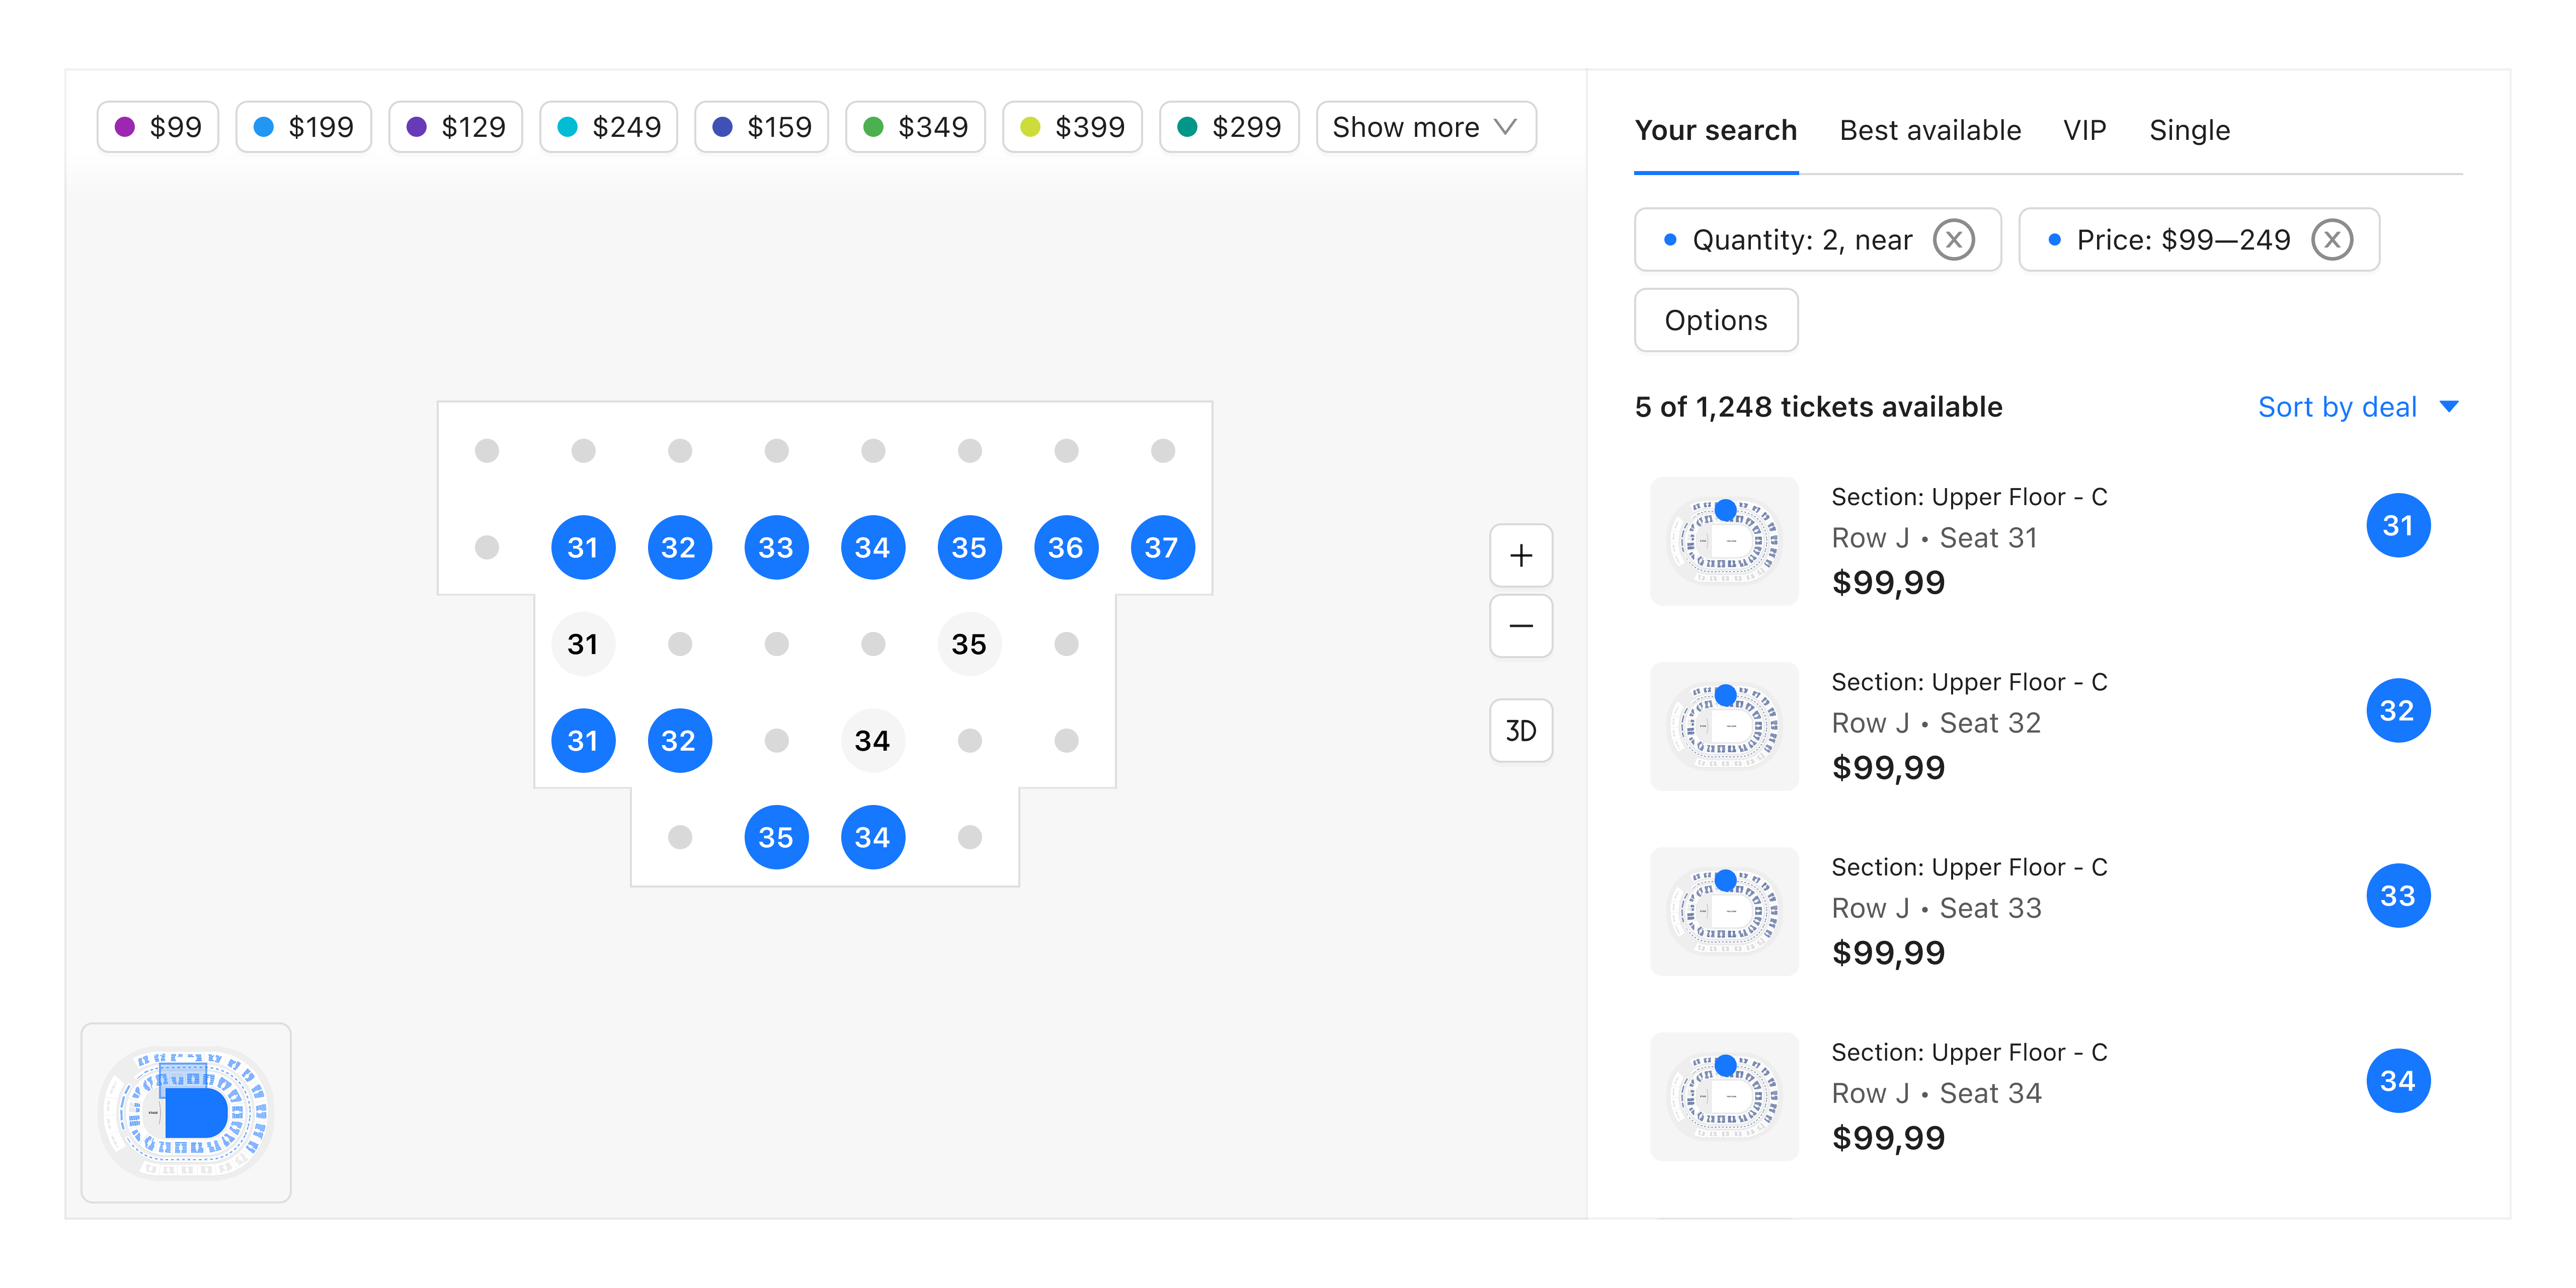 $99 $199 $129 $249 $159 $349 $399 $299 Show more
31 32 33 34 35 36 37
31 35
31 32 34
35 34
+
−
3D
Your search Best available VIP Single
Quantity: 2, near Price: $99—249
Options
5 of 1,248 tickets available Sort by deal
Section: Upper Floor - C
Row J • Seat 31
$99,99
31
Section: Upper Floor - C
Row J • Seat 32
$99,99
32
Section: Upper Floor - C
Row J • Seat 33
$99,99
33
Section: Upper Floor - C
Row J • Seat 34
$99,99
34